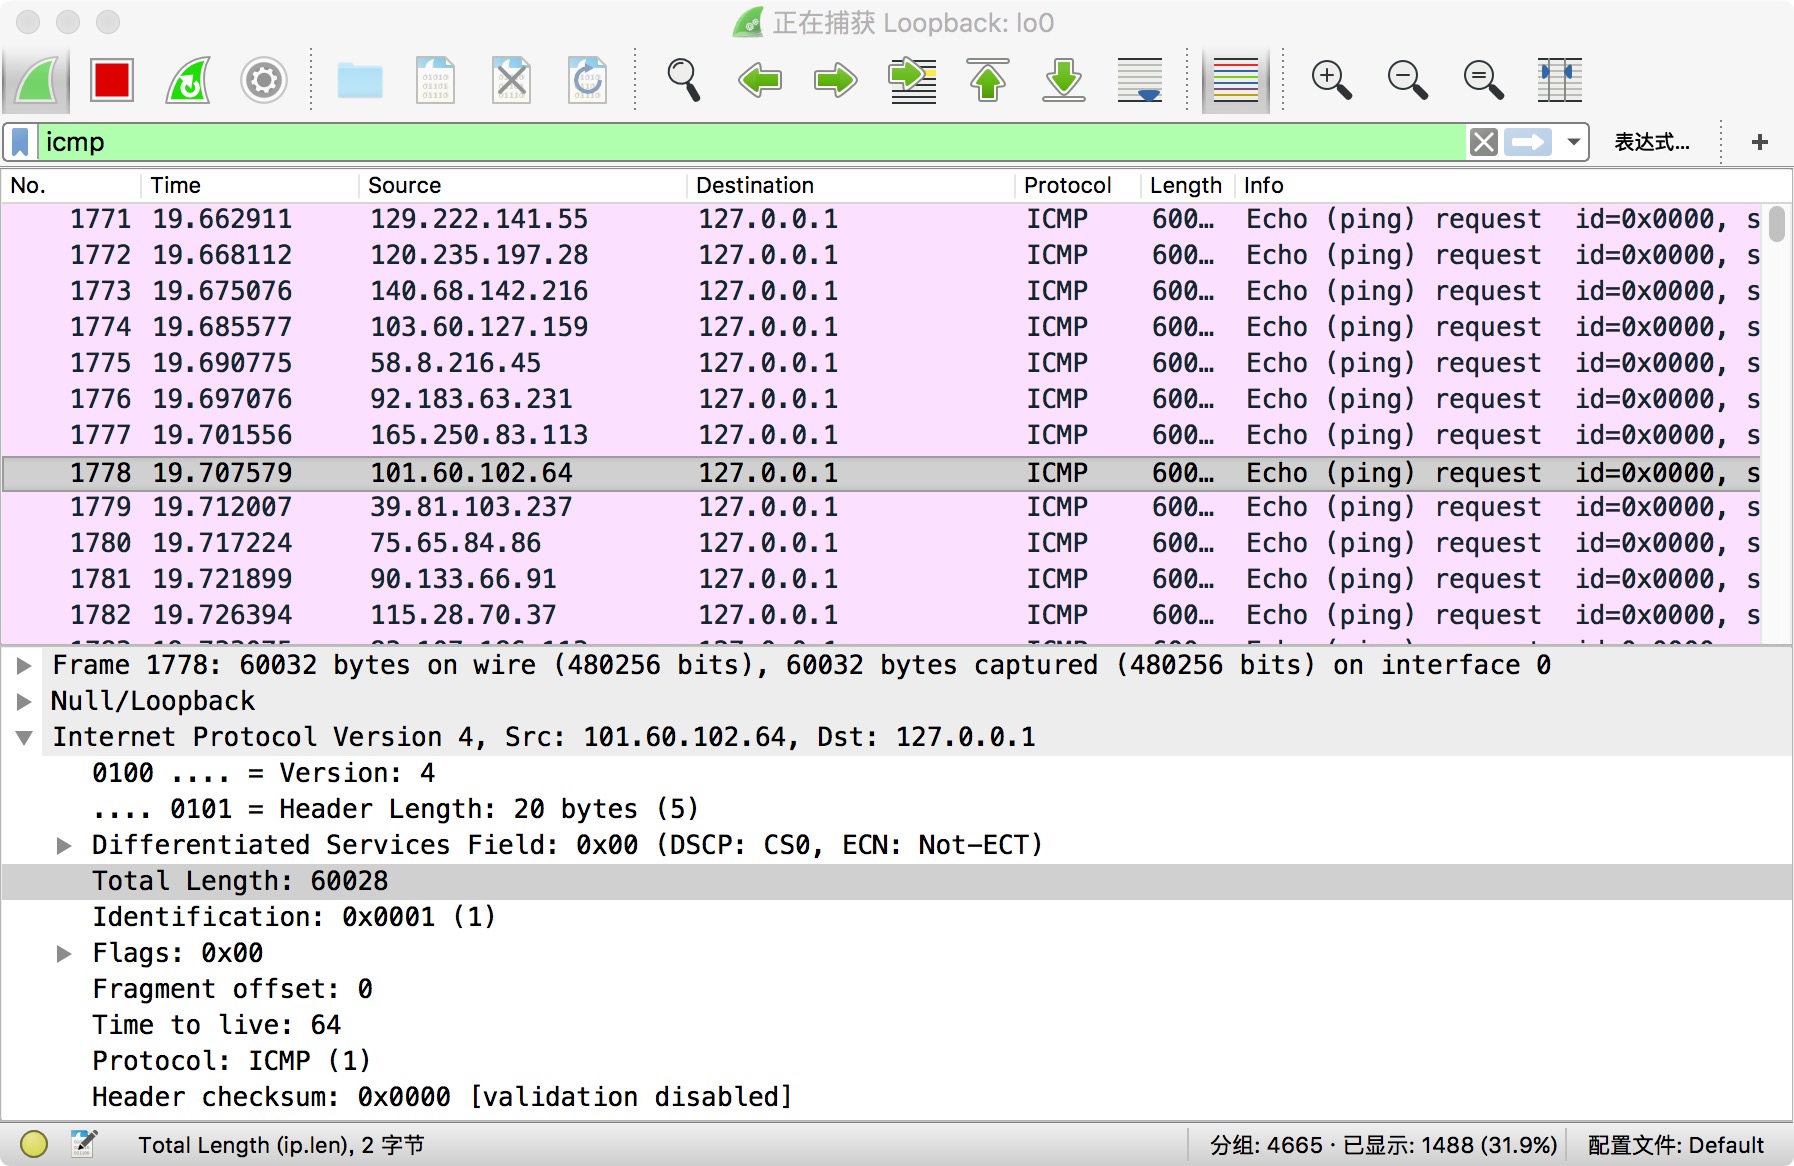 正在捕获 Loopback: lo0
icmp
表达式…
+
No. Time Source Destination Protocol Length Info
1771 19.662911 129.222.141.55 127.0.0.1 ICMP 600… Echo (ping) request id=0x0000, s
1772 19.668112 120.235.197.28 127.0.0.1 ICMP 600… Echo (ping) request id=0x0000, s
1773 19.675076 140.68.142.216 127.0.0.1 ICMP 600… Echo (ping) request id=0x0000, s
1774 19.685577 103.60.127.159 127.0.0.1 ICMP 600… Echo (ping) request id=0x0000, s
1775 19.690775 58.8.216.45 127.0.0.1 ICMP 600… Echo (ping) request id=0x0000, s
1776 19.697076 92.183.63.231 127.0.0.1 ICMP 600… Echo (ping) request id=0x0000, s
1777 19.701556 165.250.83.113 127.0.0.1 ICMP 600… Echo (ping) request id=0x0000, s
1778 19.707579 101.60.102.64 127.0.0.1 ICMP 600… Echo (ping) request id=0x0000, s
1779 19.712007 39.81.103.237 127.0.0.1 ICMP 600… Echo (ping) request id=0x0000, s
1780 19.717224 75.65.84.86 127.0.0.1 ICMP 600… Echo (ping) request id=0x0000, s
1781 19.721899 90.133.66.91 127.0.0.1 ICMP 600… Echo (ping) request id=0x0000, s
1782 19.726394 115.28.70.37 127.0.0.1 ICMP 600… Echo (ping) request id=0x0000, s
Frame 1778: 60032 bytes on wire (480256 bits), 60032 bytes captured (480256 bits) on interface 0
Null/Loopback
Internet Protocol Version 4, Src: 101.60.102.64, Dst: 127.0.0.1
0100 .... = Version: 4
.... 0101 = Header Length: 20 bytes (5)
Differentiated Services Field: 0x00 (DSCP: CS0, ECN: Not-ECT)
Total Length: 60028
Identification: 0x0001 (1)
Flags: 0x00
Fragment offset: 0
Time to live: 64
Protocol: ICMP (1)
Header checksum: 0x0000 [validation disabled]
Total Length (ip.len), 2 字节
分组: 4665 · 已显示: 1488 (31.9%)
配置文件: Default